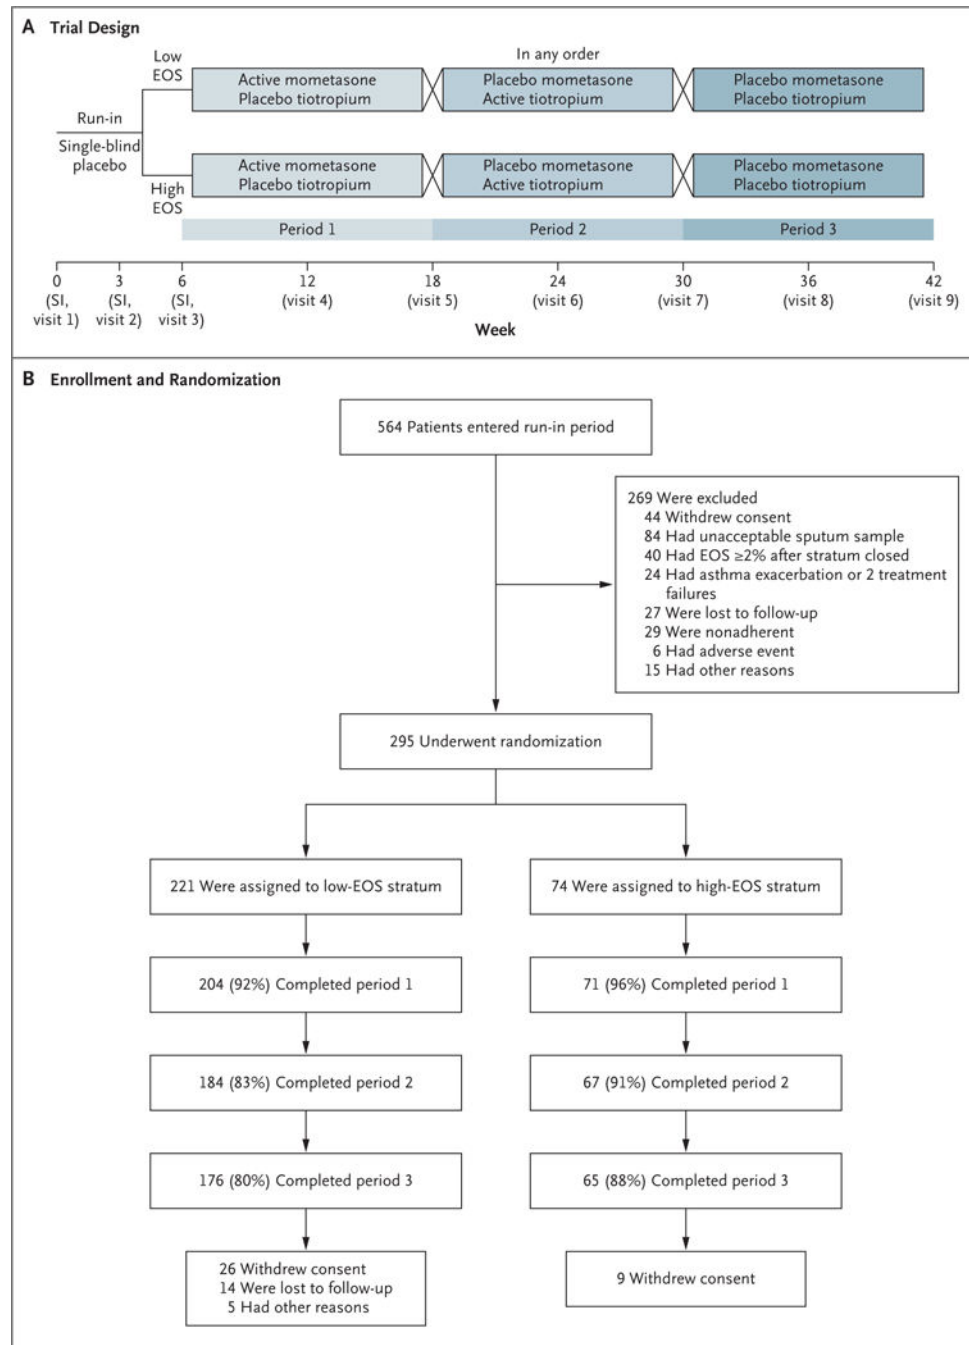 A Trial Design
Low
EOS
In any order
Active mometasone
Placebo tiotropium
Placebo mometasone
Active tiotropium
Placebo mometasone
Placebo tiotropium
Run-in
Single-blind
placebo
High
EOS
Active mometasone
Placebo tiotropium
Placebo mometasone
Active tiotropium
Placebo mometasone
Placebo tiotropium
Period 1
Period 2
Period 3
0
(SI,
visit 1)
3
(SI,
visit 2)
6
(SI,
visit 3)
12
(visit 4)
18
(visit 5)
24
(visit 6)
30
(visit 7)
36
(visit 8)
42
(visit 9)
Week
B Enrollment and Randomization
564 Patients entered run-in period
269 Were excluded
44 Withdrew consent
84 Had unacceptable sputum sample
40 Had EOS ≥2% after stratum closed
24 Had asthma exacerbation or 2 treatment
failures
27 Were lost to follow-up
29 Were nonadherent
6 Had adverse event
15 Had other reasons
295 Underwent randomization
221 Were assigned to low-EOS stratum
74 Were assigned to high-EOS stratum
204 (92%) Completed period 1
71 (96%) Completed period 1
184 (83%) Completed period 2
67 (91%) Completed period 2
176 (80%) Completed period 3
65 (88%) Completed period 3
26 Withdrew consent
14 Were lost to follow-up
5 Had other reasons
9 Withdrew consent